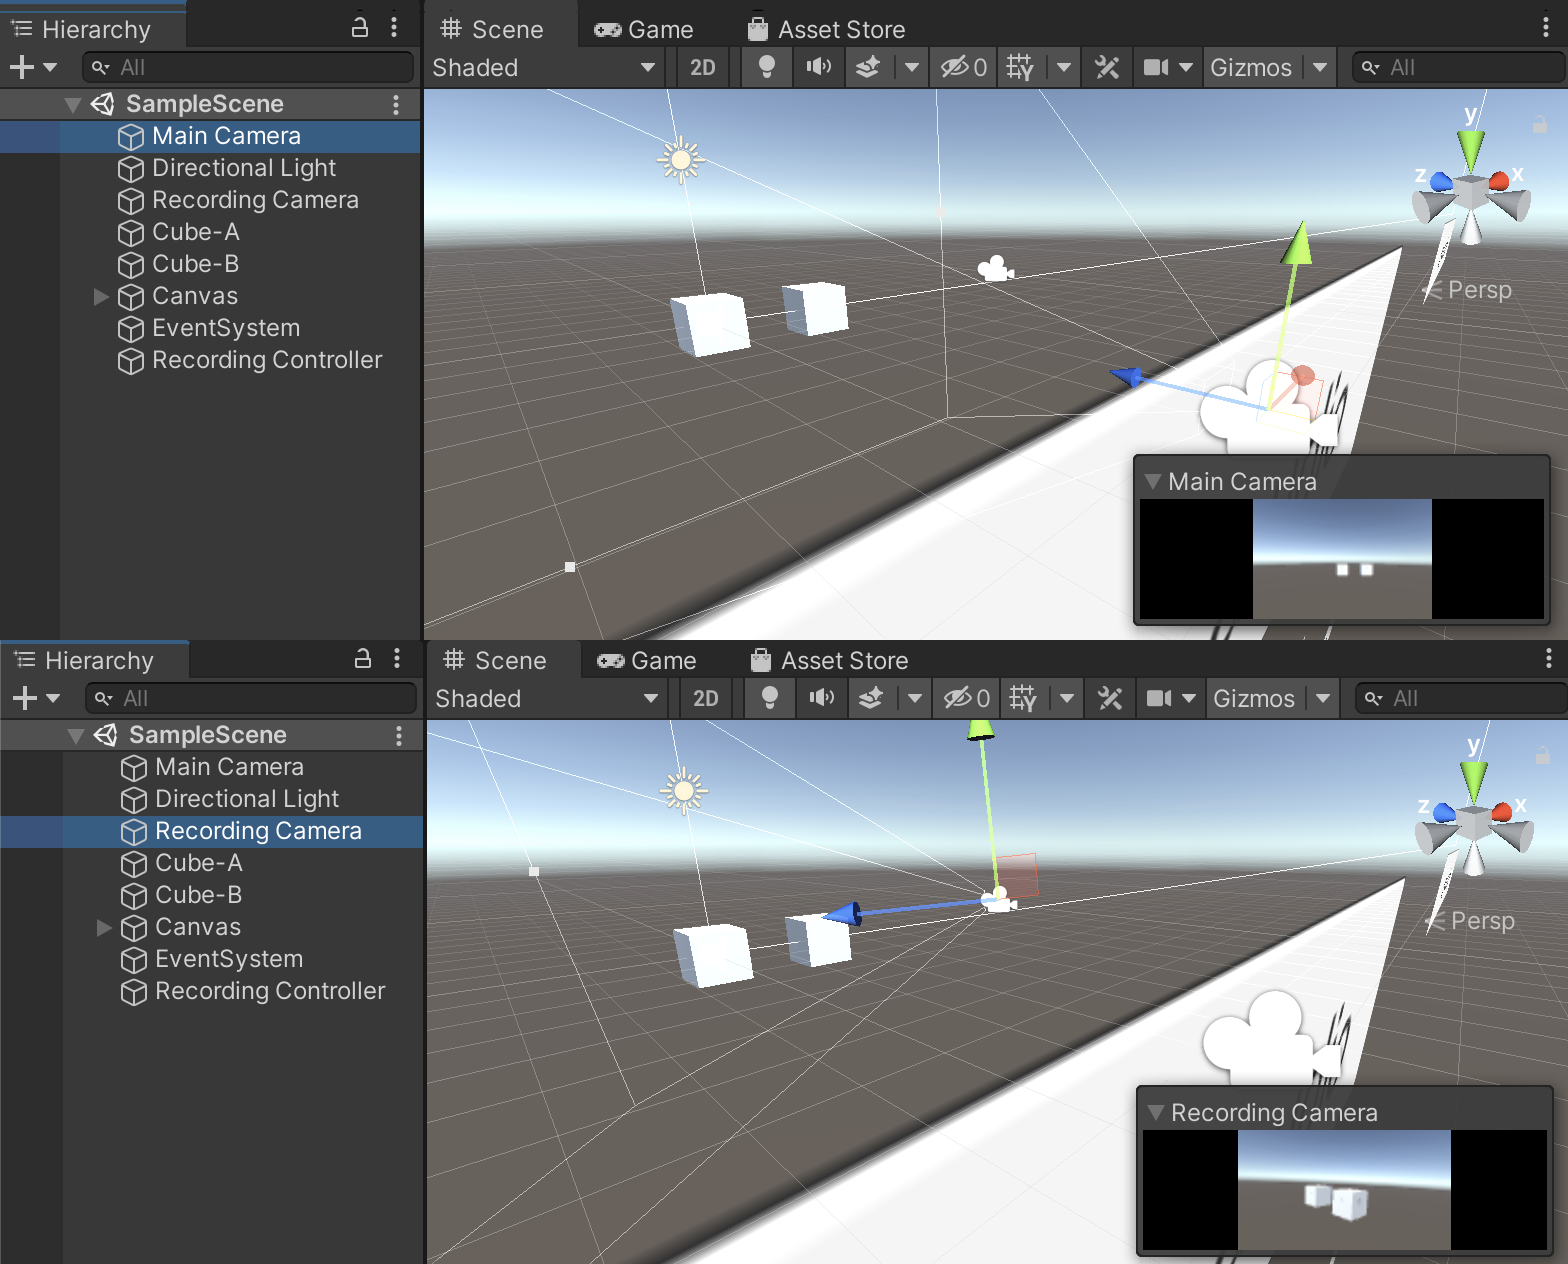 Hierarchy
Scene
Game
Asset Store
All
Shaded
2D
0
Gizmos
All
SampleScene
Main Camera
Directional Light
Recording Camera
Cube-A
Cube-B
Canvas
EventSystem
Recording Controller
y
z
x
Persp
Main Camera
Hierarchy
Scene
Game
Asset Store
All
Shaded
2D
0
Gizmos
All
SampleScene
Main Camera
Directional Light
Recording Camera
Cube-A
Cube-B
Canvas
EventSystem
Recording Controller
y
z
x
Persp
Recording Camera